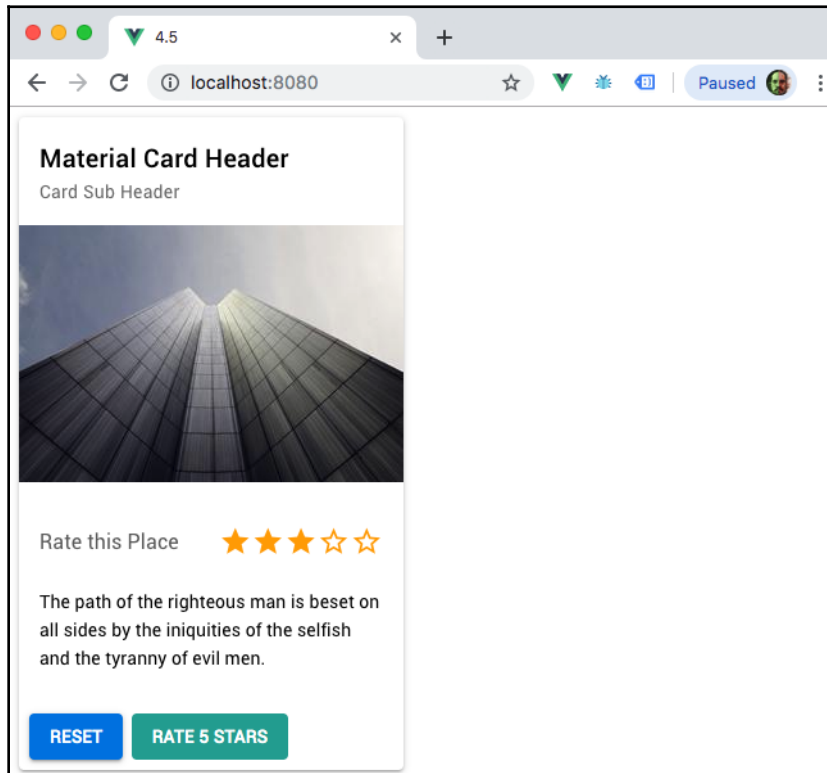 4.5
localhost:8080
Paused
Material Card Header
Card Sub Header
Rate this Place
The path of the righteous man is beset on
all sides by the iniquities of the selfish
and the tyranny of evil men.
RESET
RATE 5 STARS